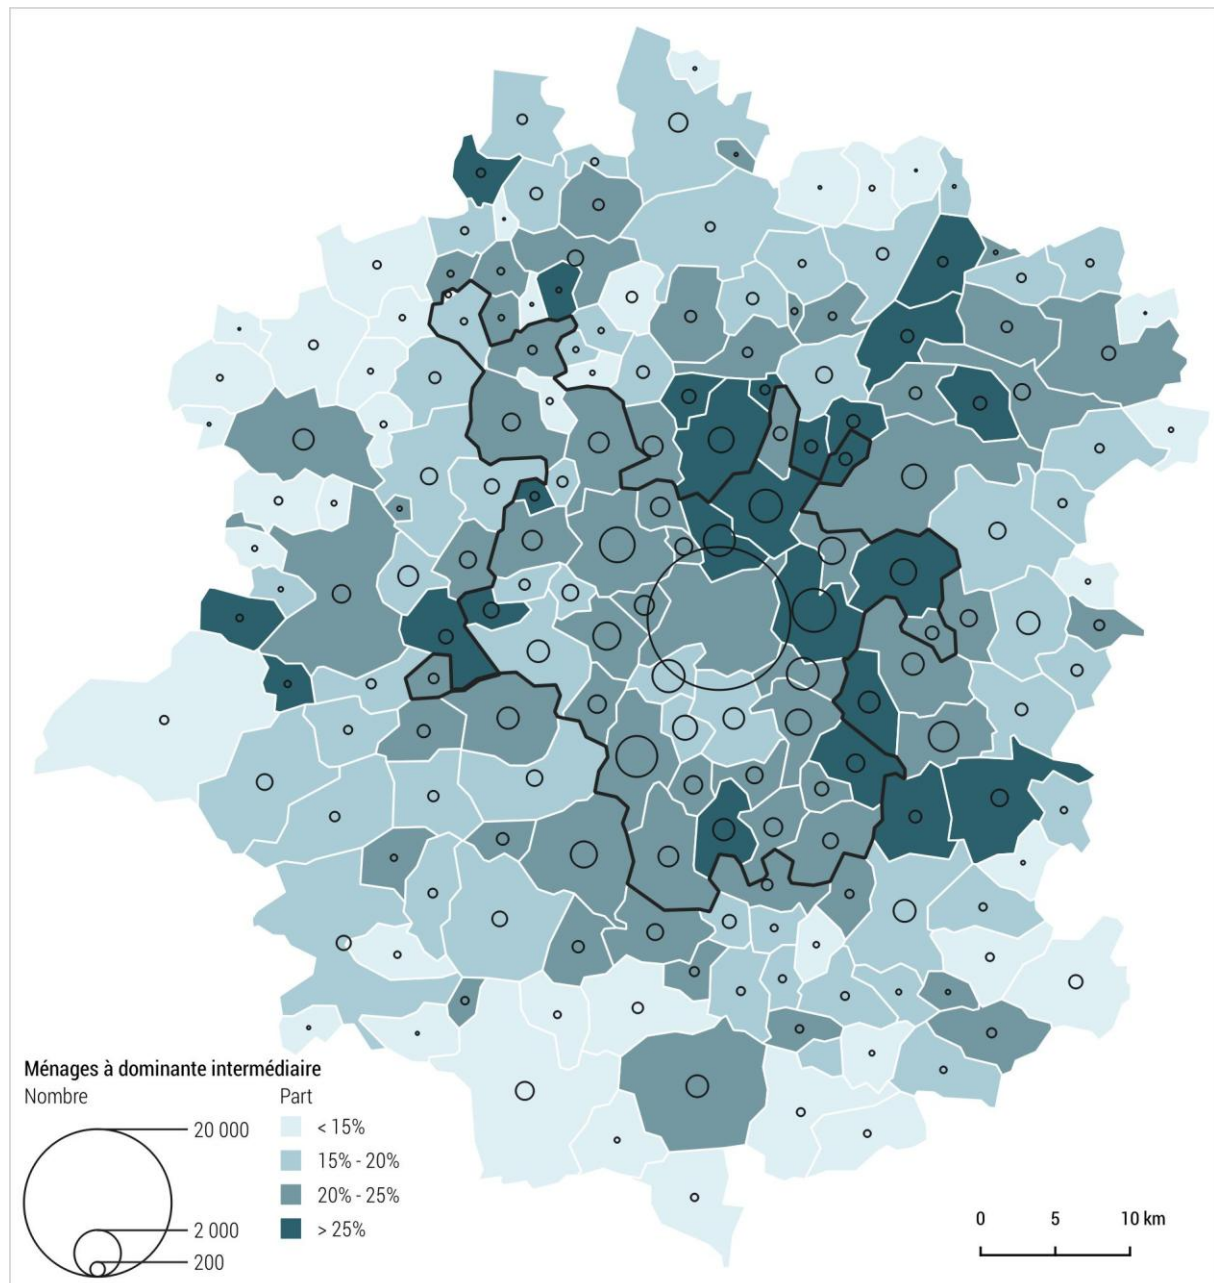 Ménages à dominante intermédiaire
Nombre
Part
20 000
2 000
200
< 15%
15% - 20%
20% - 25%
> 25%
0 5 10 km